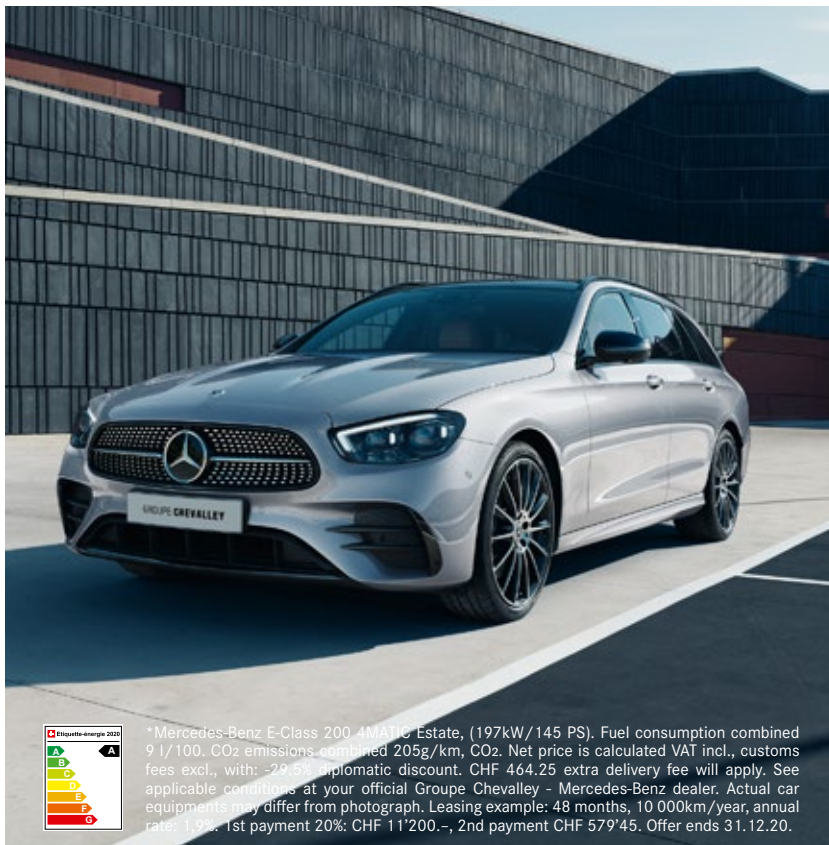 GROUPE CHEVALLEY
Etiquette-énergie 2020
A
A
B
C
D
E
F
G
*Mercedes-Benz E-Class 200 4MATIC Estate, (197kW/145 PS). Fuel consumption combined
9 l/100. CO2 emissions combined 205g/km, CO2. Net price is calculated VAT incl., customs
fees excl., with: -29.5% diplomatic discount. CHF 464.25 extra delivery fee will apply. See
applicable conditions at your official Groupe Chevalley - Mercedes-Benz dealer. Actual car
equipments may differ from photograph. Leasing example: 48 months, 10 000km/year, annual
rate: 1,9%. 1st payment 20%: CHF 11'200.–, 2nd payment CHF 579'45. Offer ends 31.12.20.